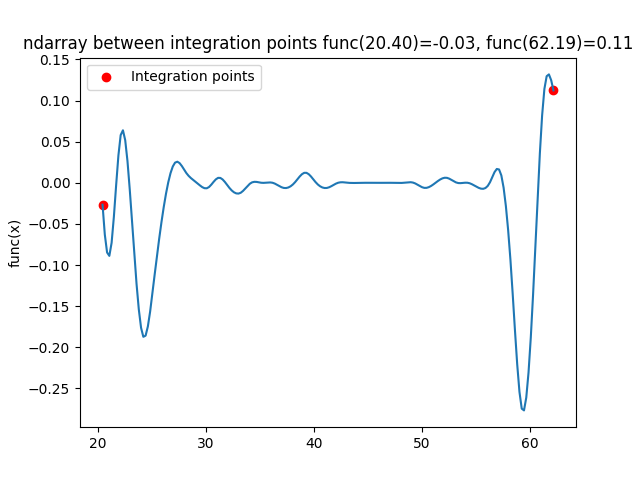 ndarray between integration points func(20.40)=-0.03, func(62.19)=0.11
Integration points
func(x)
0.15
0.10
0.05
0.00
−0.05
−0.10
−0.15
−0.20
−0.25
20 30 40 50 60